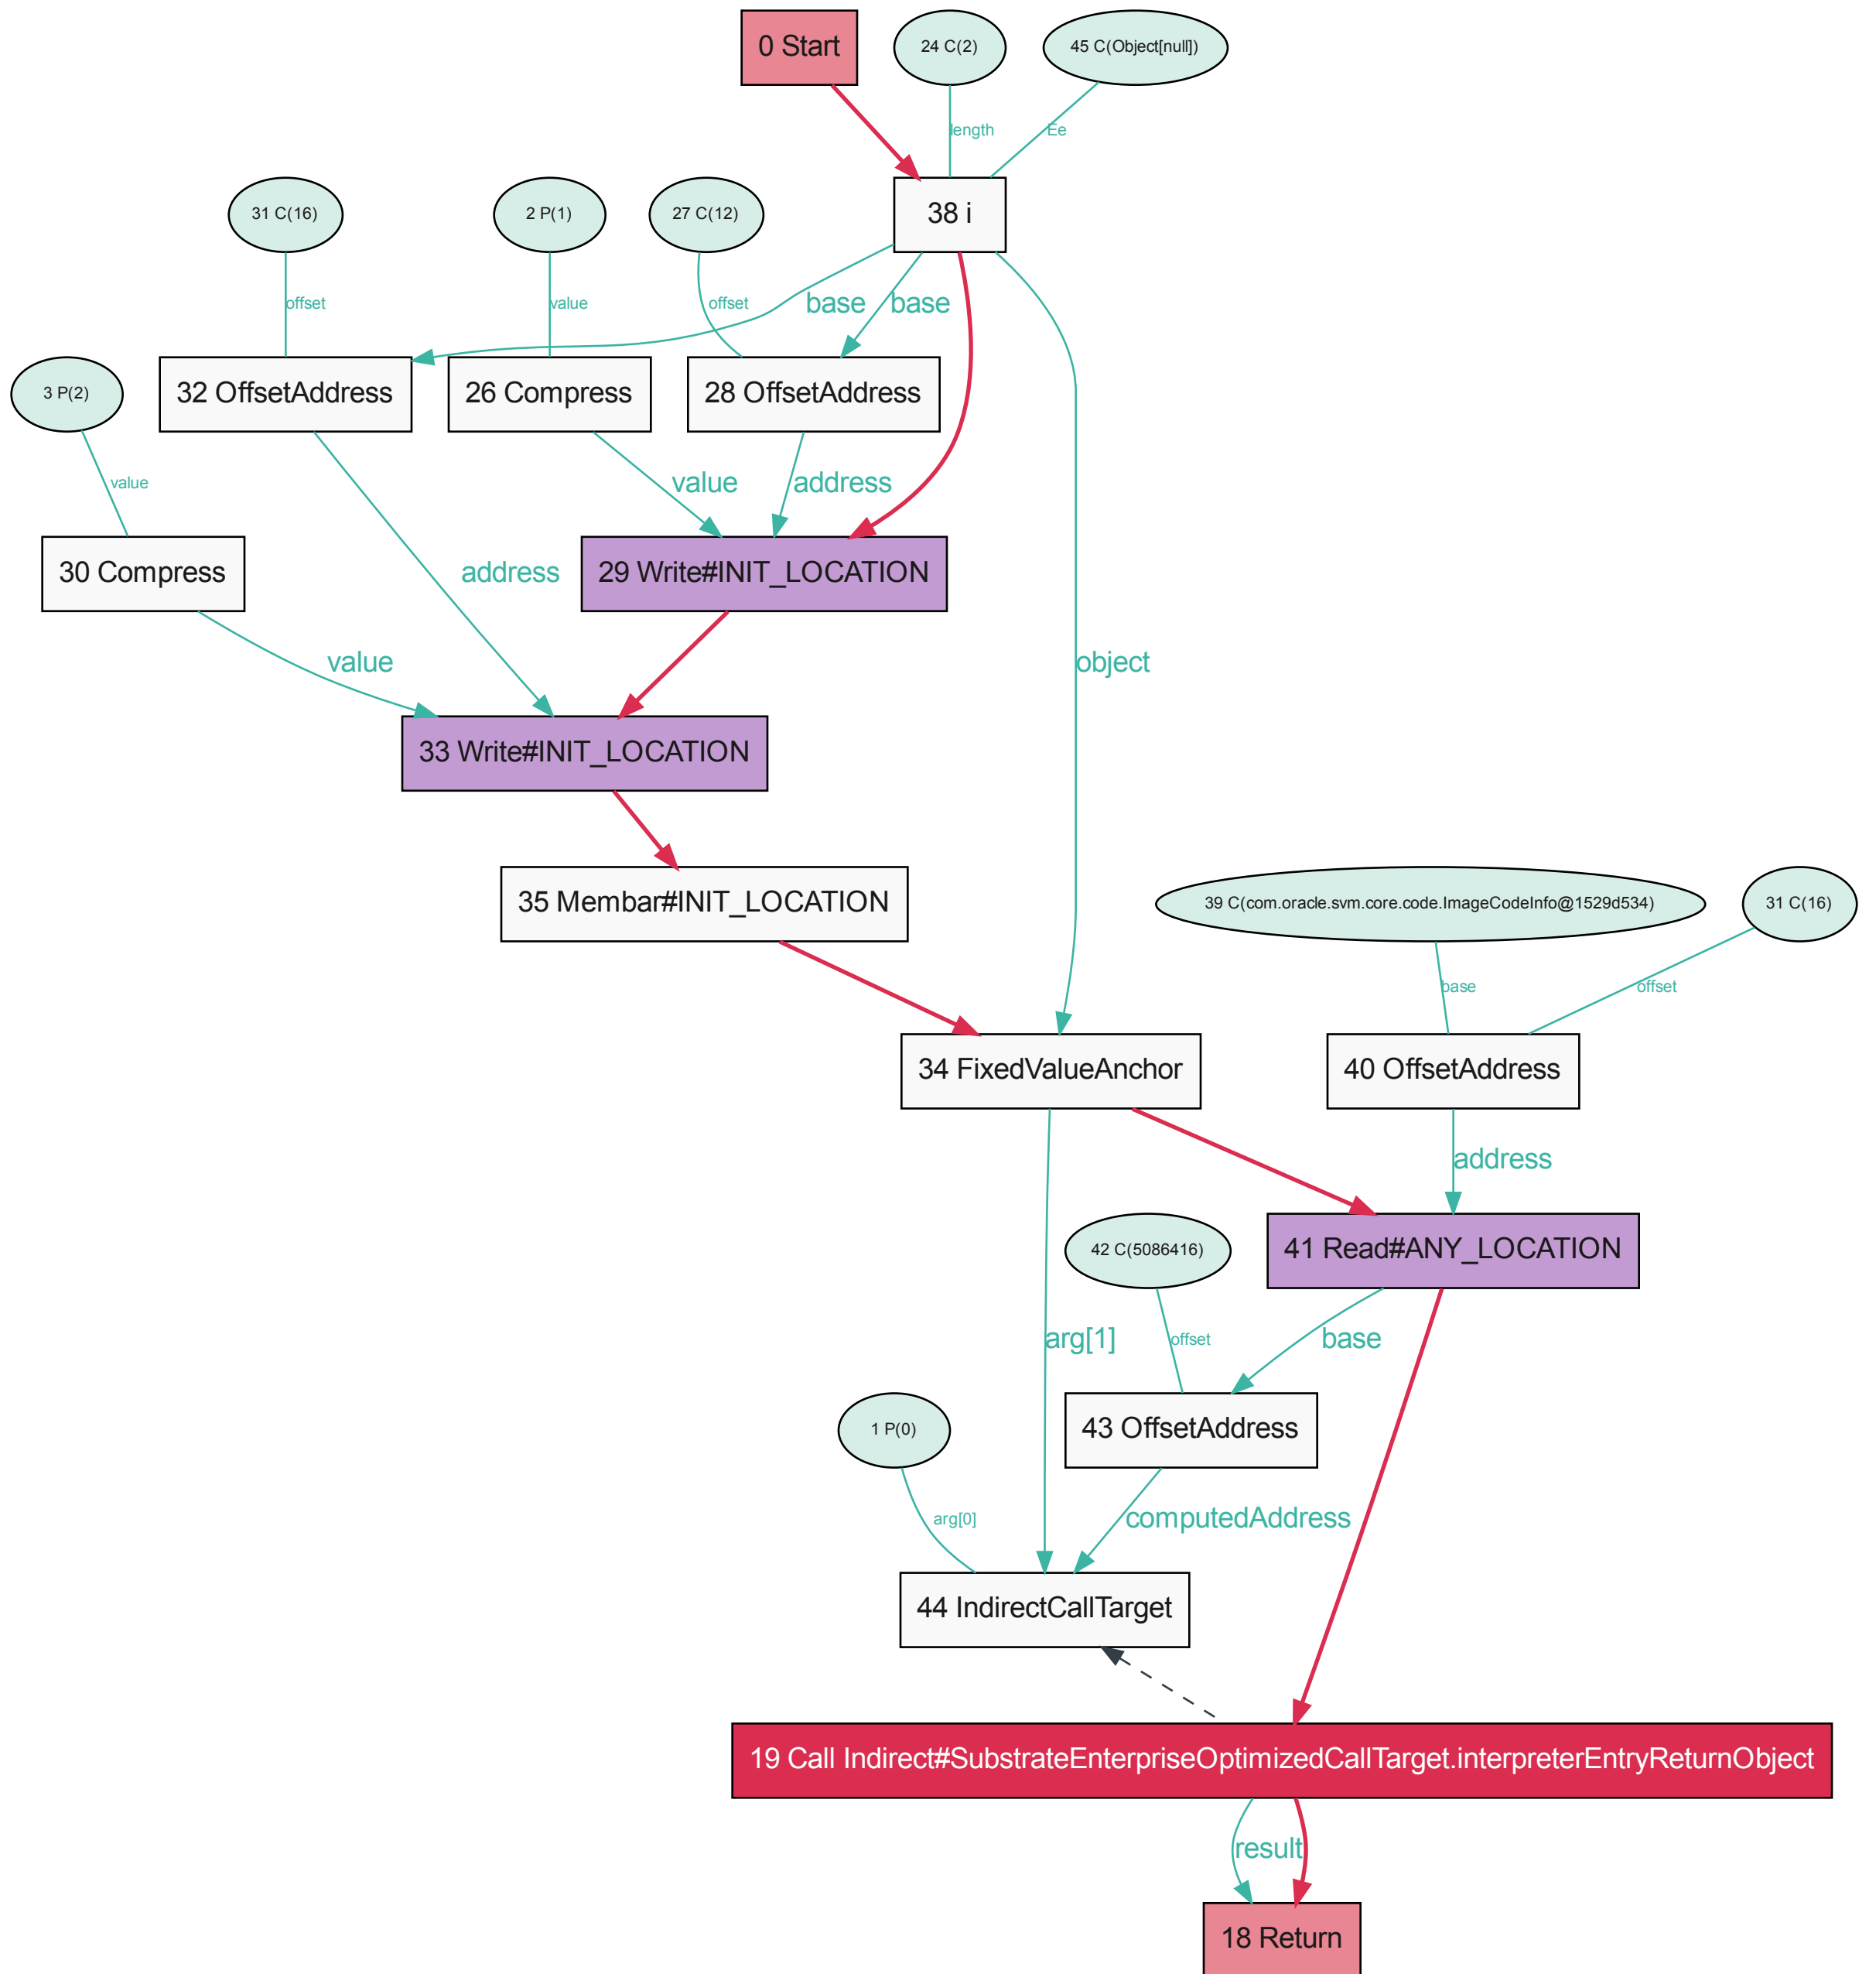 0 Start
24 C(2)
45 C(Object[null])
length
Ee
31 C(16)
2 P(1)
27 C(12)
38 i
offset
value
offset
base
base
3 P(2)
32 OffsetAddress
26 Compress
28 OffsetAddress
value
value
address
30 Compress
address
29 Write#INIT_LOCATION
value
object
33 Write#INIT_LOCATION
35 Membar#INIT_LOCATION
39 C(com.oracle.svm.core.code.ImageCodeInfo@1529d534)
31 C(16)
base
offset
34 FixedValueAnchor
40 OffsetAddress
address
42 C(5086416)
41 Read#ANY_LOCATION
arg[1]
offset
base
1 P(0)
43 OffsetAddress
arg[0]
computedAddress
44 IndirectCallTarget
19 Call Indirect#SubstrateEnterpriseOptimizedCallTarget.interpreterEntryReturnObject
result
18 Return